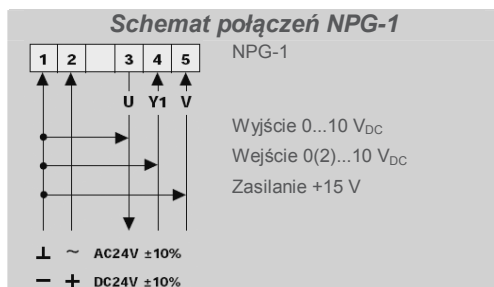 Schemat połączeń NPG-1
1 2 3 4 5
NPG-1
U Y1 V
Wyjście 0...10 VDC
Wejście 0(2)...10 VDC
Zasilanie +15 V
⊥ ~ AC24V ±10%
− + DC24V ±10%